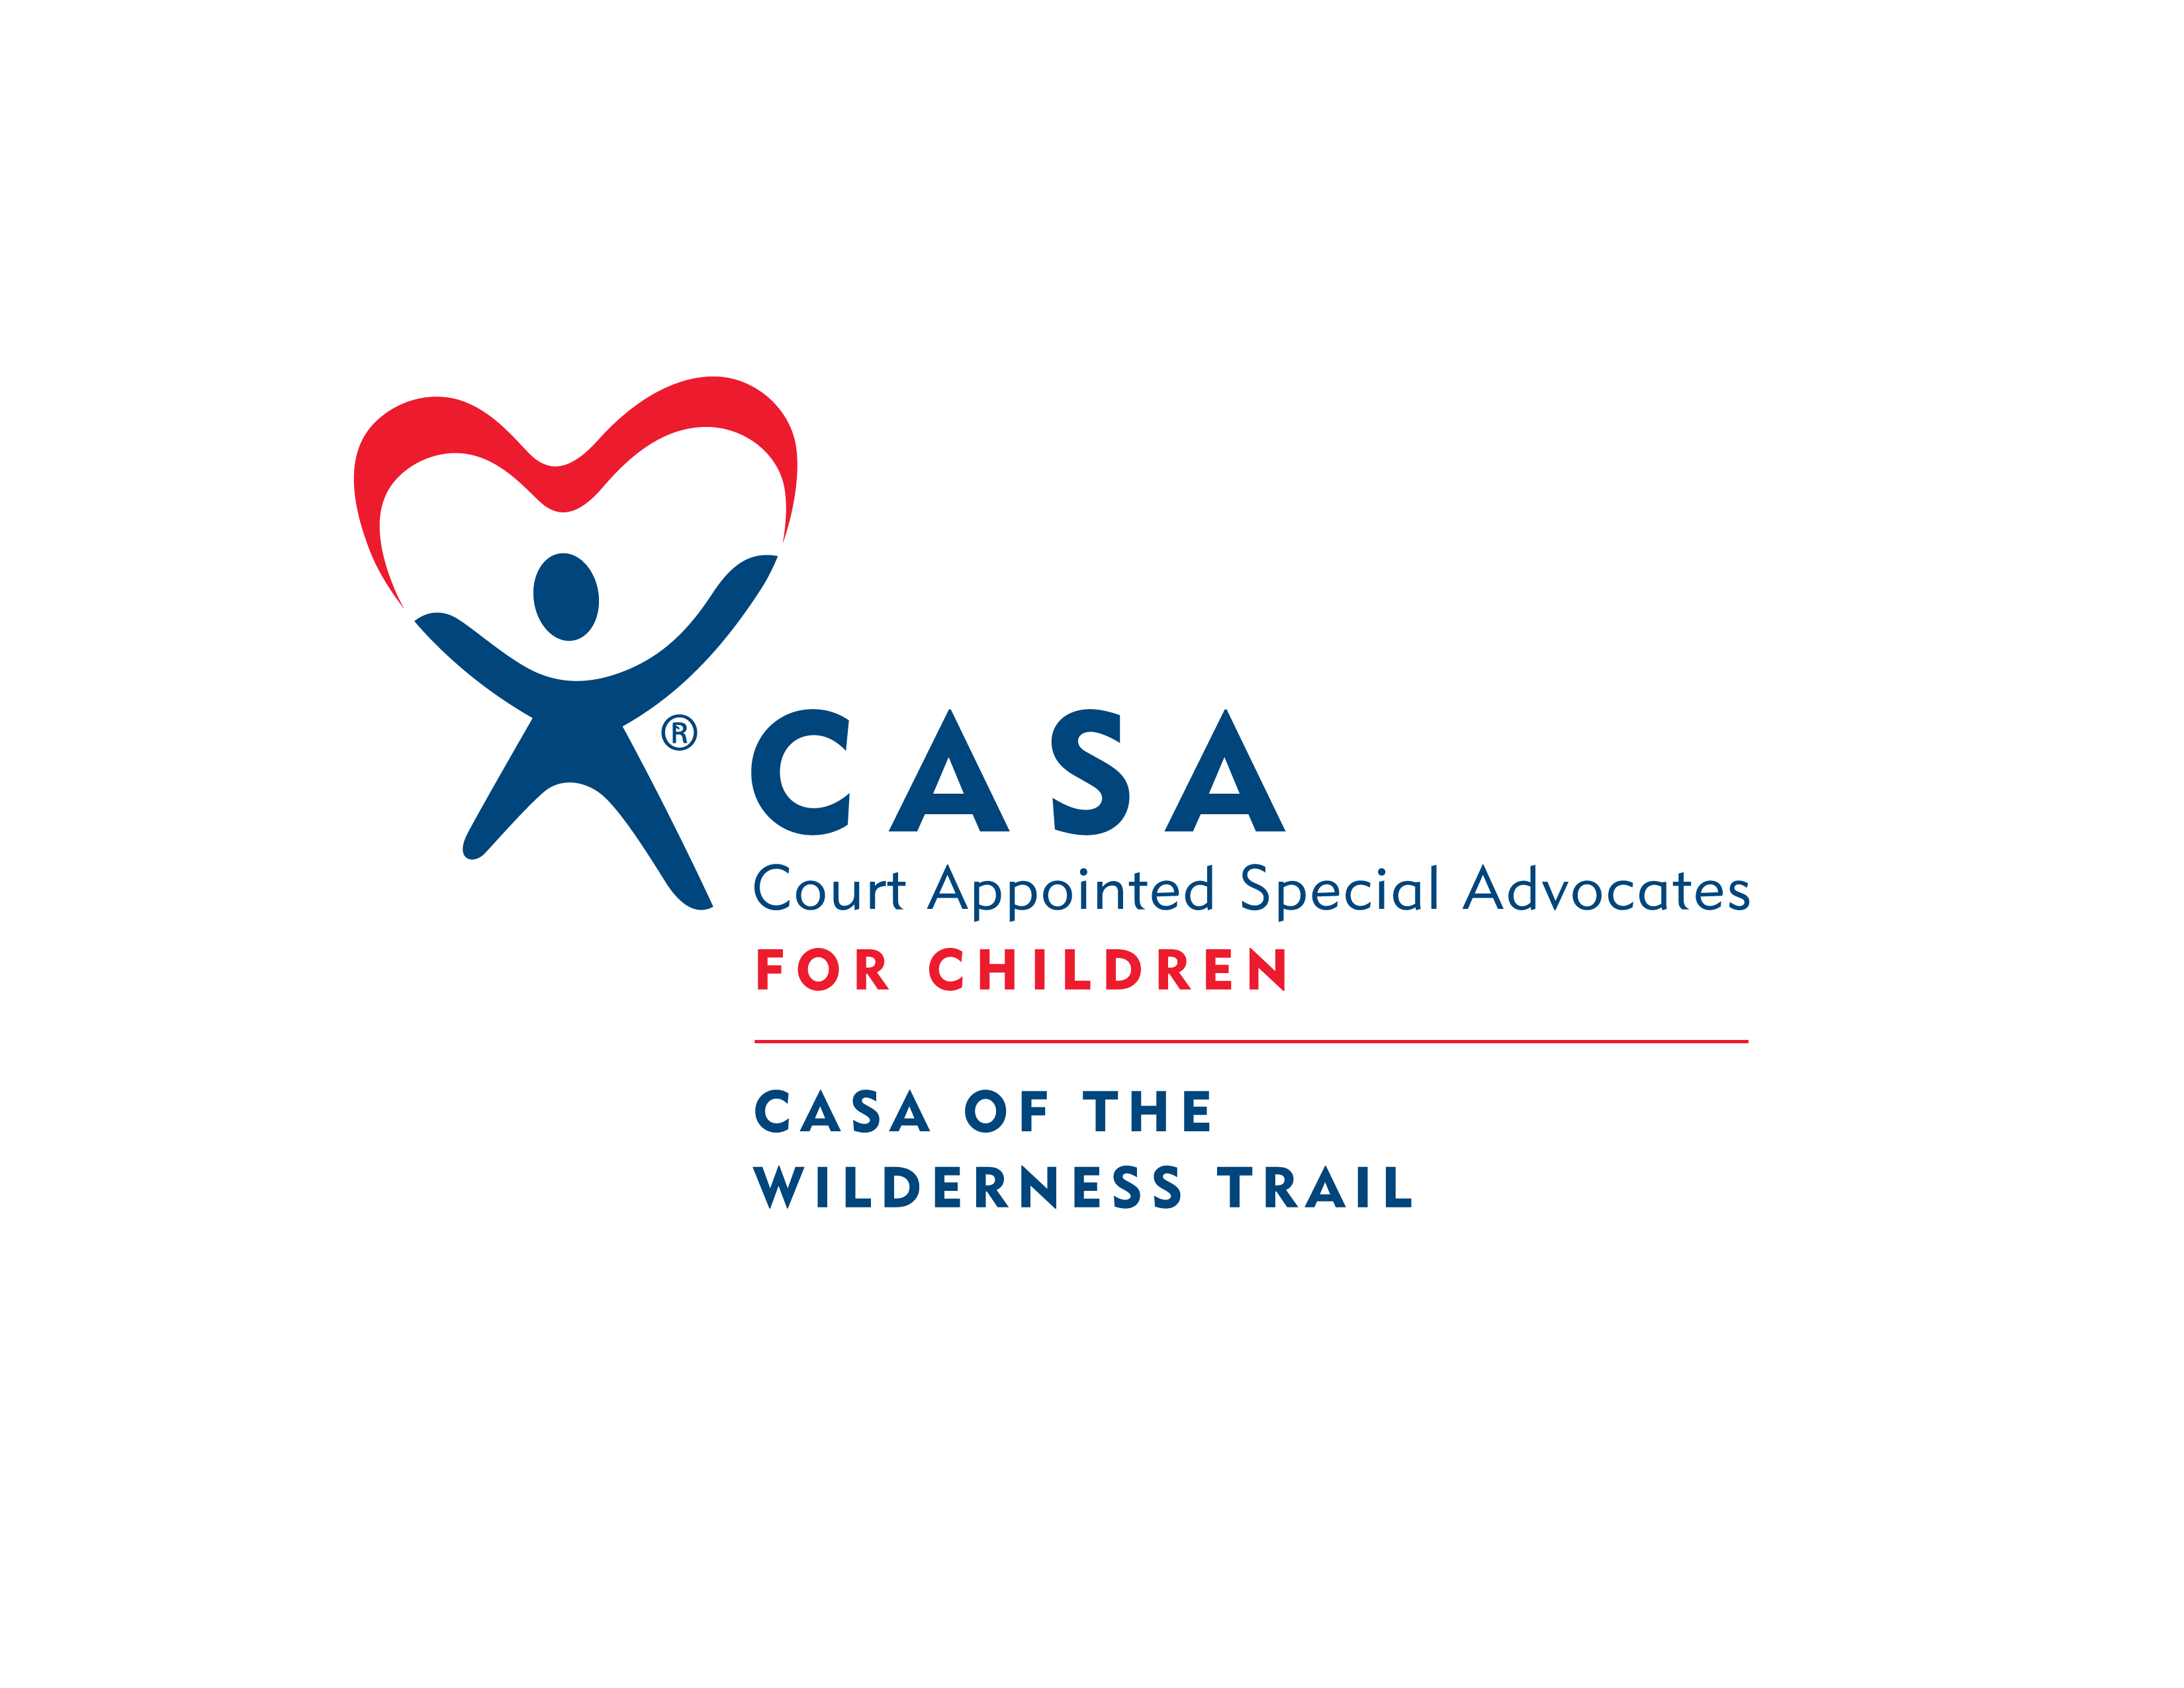 ®
CASA
Court Appointed Special Advocates
FOR CHILDREN
CASA OF THE
WILDERNESS TRAIL